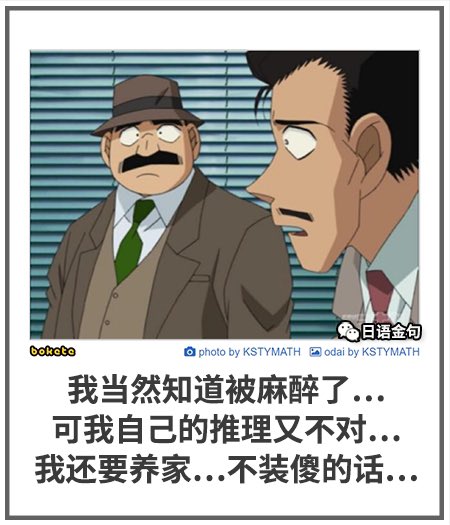 日语金句
bokete
photo by KSTYMATH odai by KSTYMATH
我当然知道被麻醉了…
可我自己的推理又不对…
我还要养家…不装傻的话…